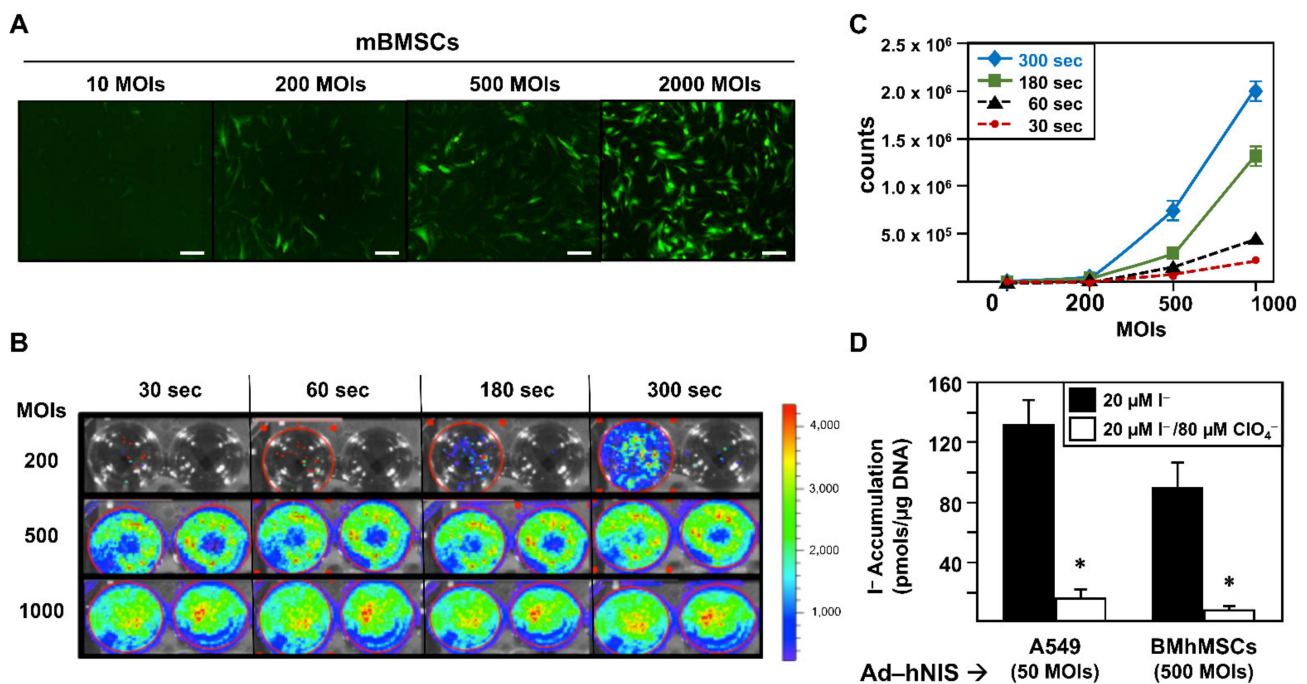 A
mBMSCs
10 MOIs 200 MOIs 500 MOIs 2000 MOIs
B
30 sec 60 sec 180 sec 300 sec
MOIs
200
500
1000
4,000
3,000
2,000
1,000
C
2.5 x 10⁶
2.0 x 10⁶
1.5 x 10⁶
1.0 x 10⁶
5.0 x 10⁵
counts
300 sec
180 sec
60 sec
30 sec
0 200 500 1000
MOIs
D
160
120
80
40
I⁻ Accumulation
(pmols/µg DNA)
20 µM I⁻
20 µM I⁻/80 µM ClO₄⁻
* *
A549 BMhMSCs
Ad–hNIS → (50 MOIs) (500 MOIs)